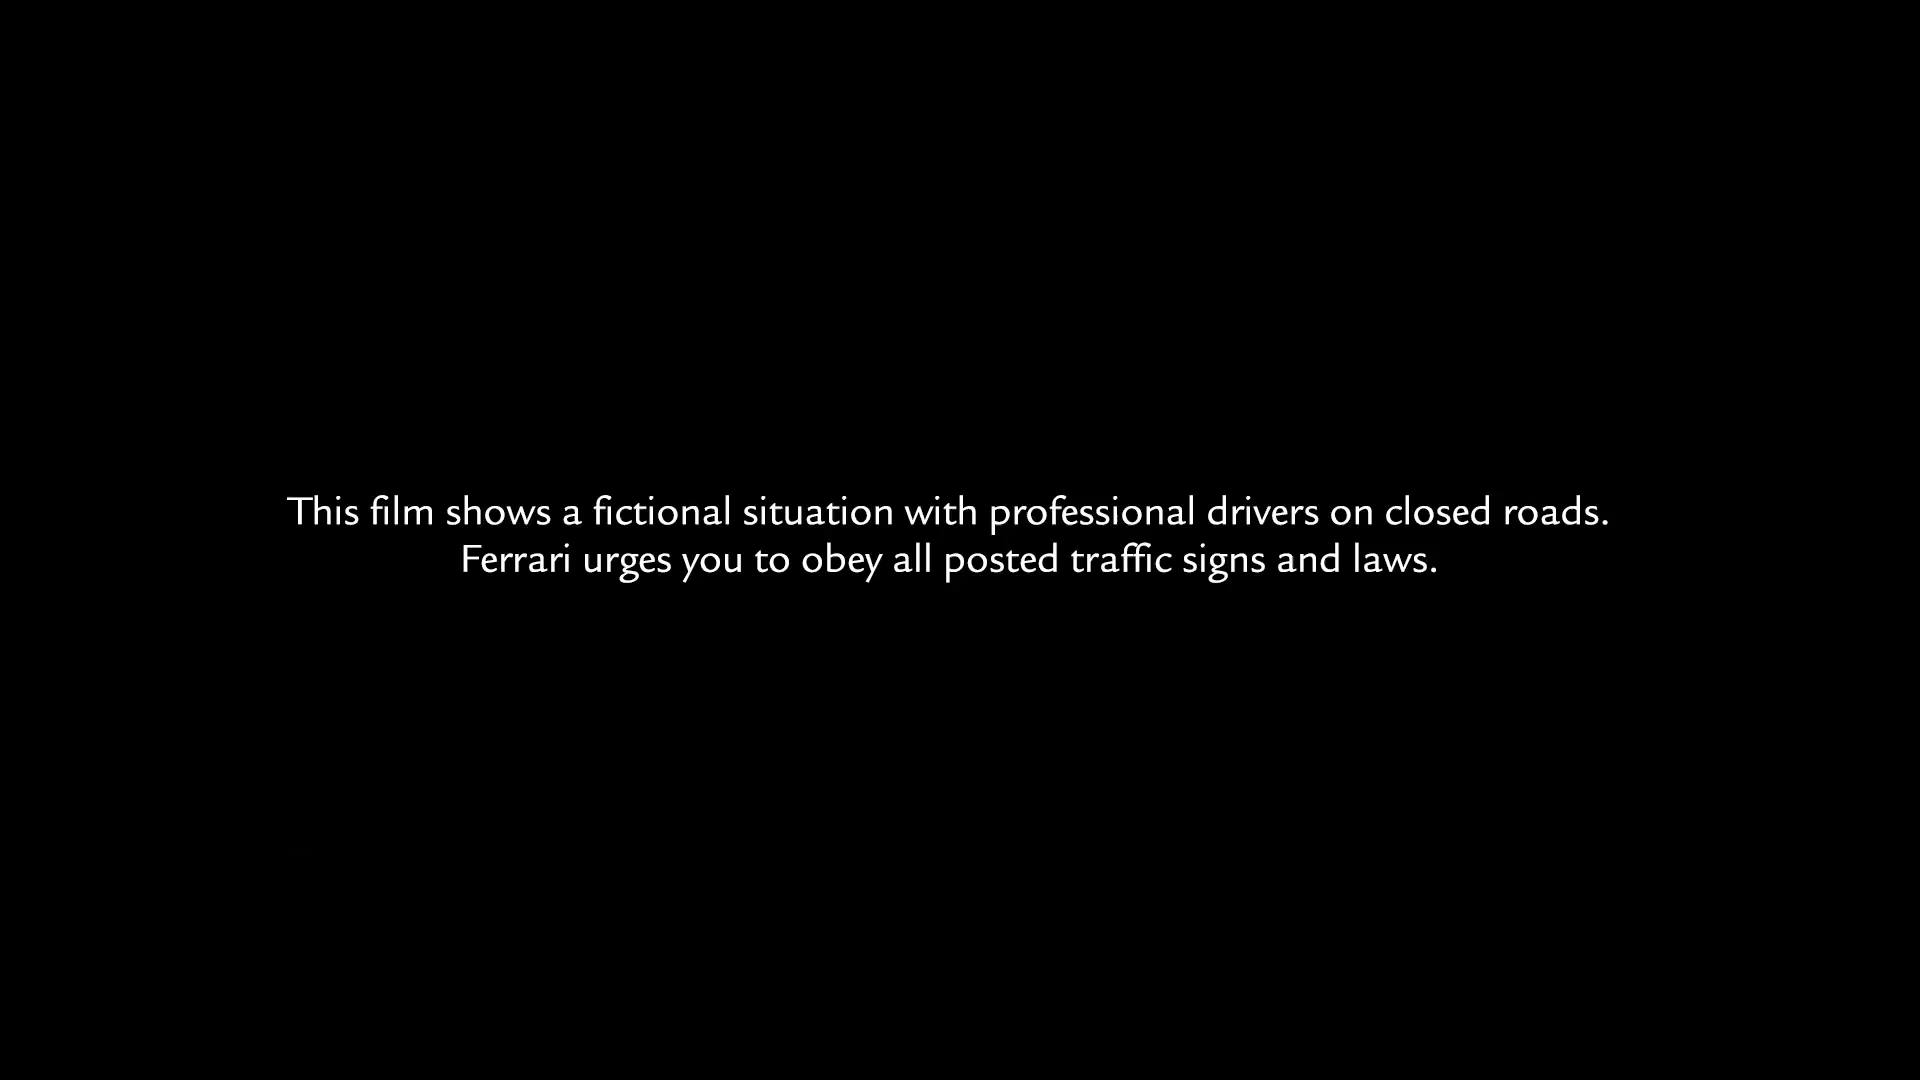 This film shows a fictional situation with professional drivers on closed roads.
Ferrari urges you to obey all posted traffic signs and laws.